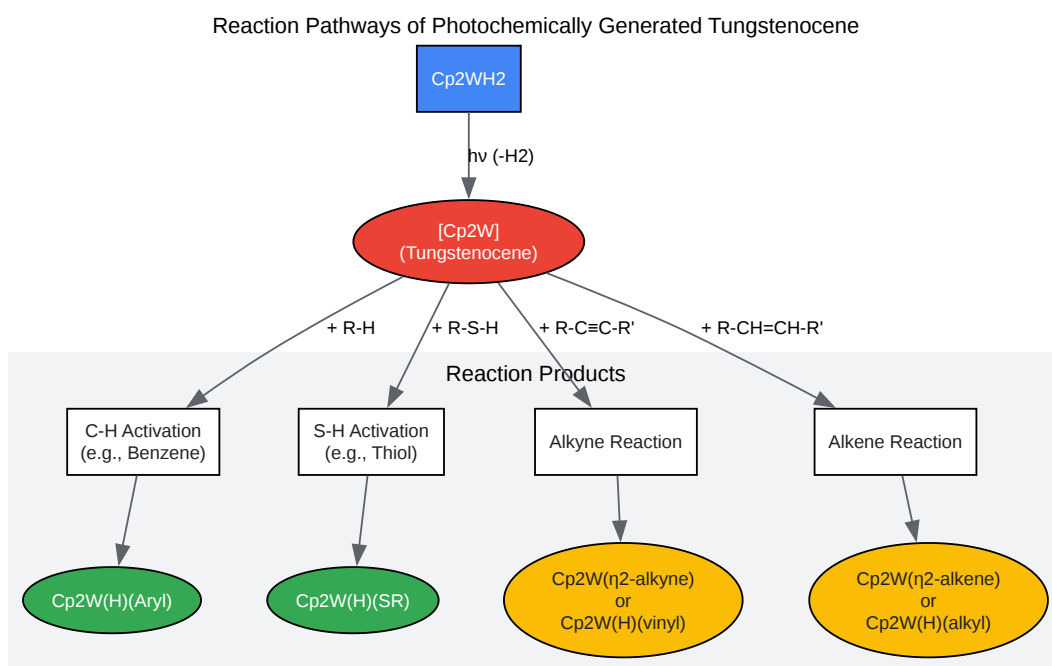 Reaction Pathways of Photochemically Generated Tungstenocene
Cp2WH2
hν (-H2)
[Cp2W]
(Tungstenocene)
+ R-H
+ R-S-H
+ R-C≡C-R'
+ R-CH=CH-R'
Reaction Products
C-H Activation
(e.g., Benzene)
S-H Activation
(e.g., Thiol)
Alkyne Reaction
Alkene Reaction
Cp2W(H)(Aryl)
Cp2W(H)(SR)
Cp2W(η2-alkyne)
or
Cp2W(H)(vinyl)
Cp2W(η2-alkene)
or
Cp2W(H)(alkyl)